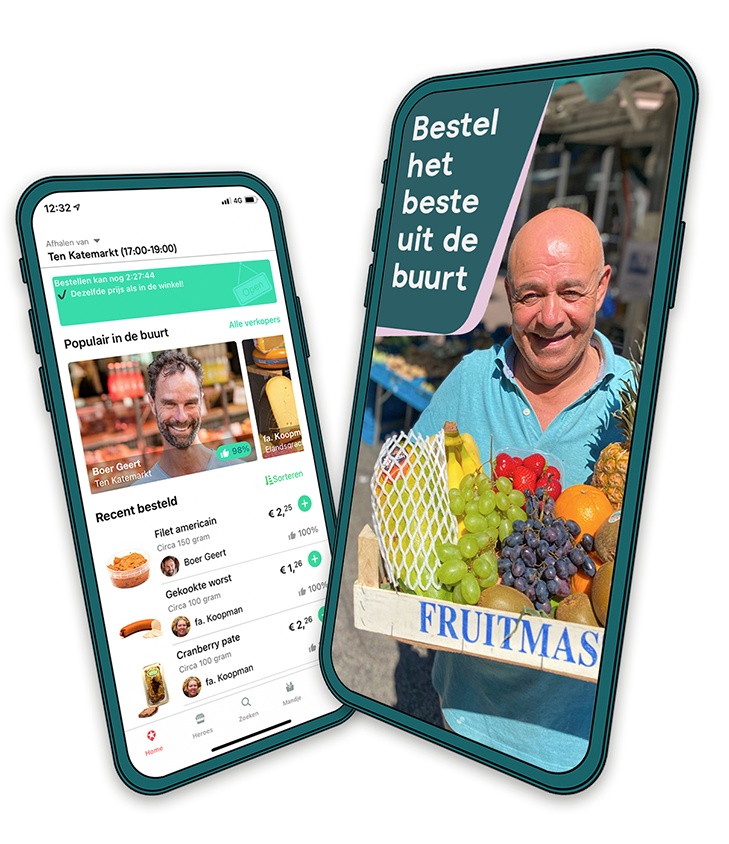 12:32
4G
Afhalen van
Ten Katemarkt (17:00-19:00)
Bestellen kan nog 2:27:44
Dezelfde prijs als in de winkel!
Open
Populair in de buurt
Alle verkopers
Boer Geert
Ten Katemarkt
98%
fa. Koopm
Elandsgrac
Recent besteld
Sorteren
Filet americain
Circa 150 gram
Boer Geert
€ 2,25
100%
Gekookte worst
Circa 100 gram
fa. Koopman
€ 1,26
100%
Cranberry pate
Circa 100 gram
fa. Koopman
€ 2,26
Home
Heroes
Zoeken
Mandje
Bestel
het
beste
uit de
buurt
FRUITMAS